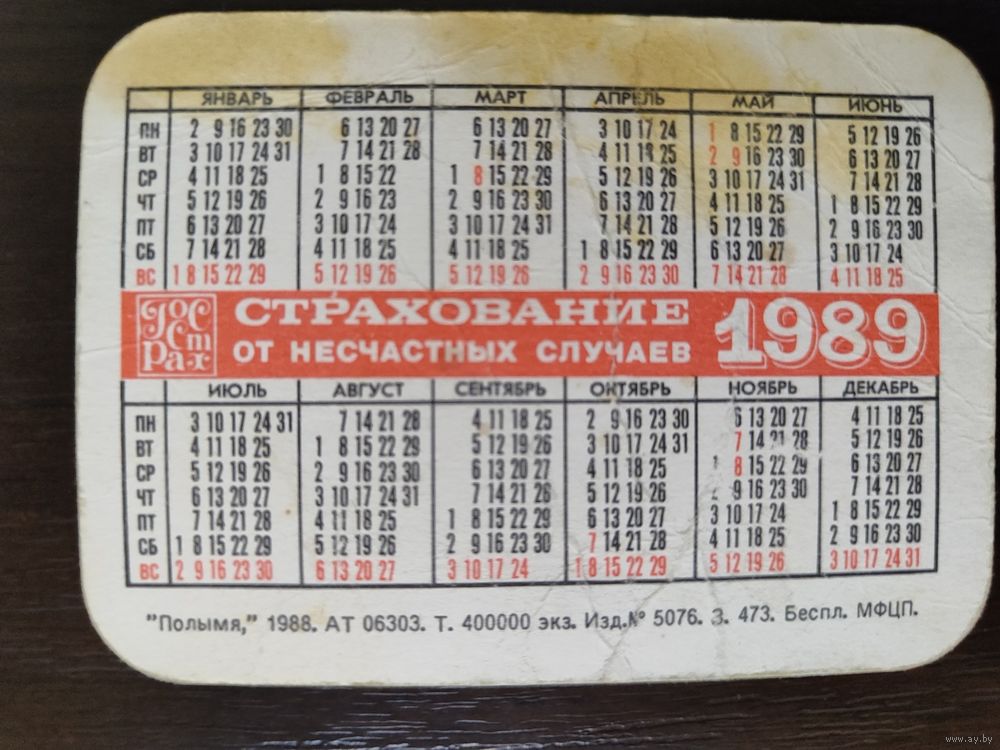 ЯНВАРЬ ФЕВРАЛЬ МАРТ АПРЕЛЬ МАЙ ИЮНЬ
ПН 2 9 16 23 30 6 13 20 27 6 13 20 27 3 10 17 24 1 8 15 22 29 5 12 19 26
ВТ 3 10 17 24 31 7 14 21 28 7 14 21 28 4 11 18 25 2 9 16 23 30 6 13 20 27
СР 4 11 18 25 1 8 15 22 1 8 15 22 29 5 12 19 26 3 10 17 24 31 7 14 21 28
ЧТ 5 12 19 26 2 9 16 23 2 9 16 23 30 6 13 20 27 4 11 18 25 1 8 15 22 29
ПТ 6 13 20 27 3 10 17 24 3 10 17 24 31 7 14 21 28 5 12 19 26 2 9 16 23 30
СБ 7 14 21 28 4 11 18 25 4 11 18 25 1 8 15 22 29 6 13 20 27 3 10 17 24
ВС 1 8 15 22 29 5 12 19 26 5 12 19 26 2 9 16 23 30 7 14 21 28 4 11 18 25
Госстрах
СТРАХОВАНИЕ
ОТ НЕСЧАСТНЫХ СЛУЧАЕВ
1989
ИЮЛЬ АВГУСТ СЕНТЯБРЬ ОКТЯБРЬ НОЯБРЬ ДЕКАБРЬ
ПН 3 10 17 24 31 7 14 21 28 4 11 18 25 2 9 16 23 30 6 13 20 27 4 11 18 25
ВТ 4 11 18 25 1 8 15 22 29 5 12 19 26 3 10 17 24 31 7 14 21 28 5 12 19 26
СР 5 12 19 26 2 9 16 23 30 6 13 20 27 4 11 18 25 1 8 15 22 29 6 13 20 27
ЧТ 6 13 20 27 3 10 17 24 31 7 14 21 28 5 12 19 26 2 9 16 23 30 7 14 21 28
ПТ 7 14 21 28 4 11 18 25 1 8 15 22 29 6 13 20 27 3 10 17 24 1 8 15 22 29
СБ 1 8 15 22 29 5 12 19 26 2 9 16 23 30 7 14 21 28 4 11 18 25 2 9 16 23 30
ВС 2 9 16 23 30 6 13 20 27 3 10 17 24 1 8 15 22 29 5 12 19 26 3 10 17 24 31
"Полымя," 1988. АТ 06303. Т. 400000 экз. Изд.№ 5076. З. 473. Беспл. МФЦП.
www.ay.by